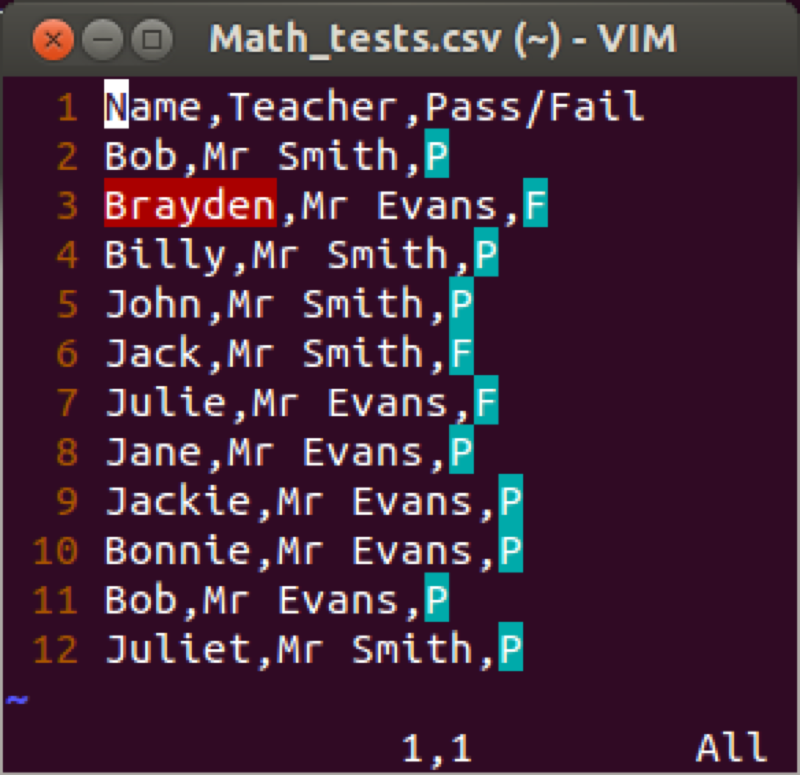 Math_tests.csv (~) - VIM
1 Name,Teacher,Pass/Fail
2 Bob,Mr Smith,P
3 Brayden,Mr Evans,F
4 Billy,Mr Smith,P
5 John,Mr Smith,P
6 Jack,Mr Smith,F
7 Julie,Mr Evans,F
8 Jane,Mr Evans,P
9 Jackie,Mr Evans,P
10 Bonnie,Mr Evans,P
11 Bob,Mr Evans,P
12 Juliet,Mr Smith,P
~
1,1 All